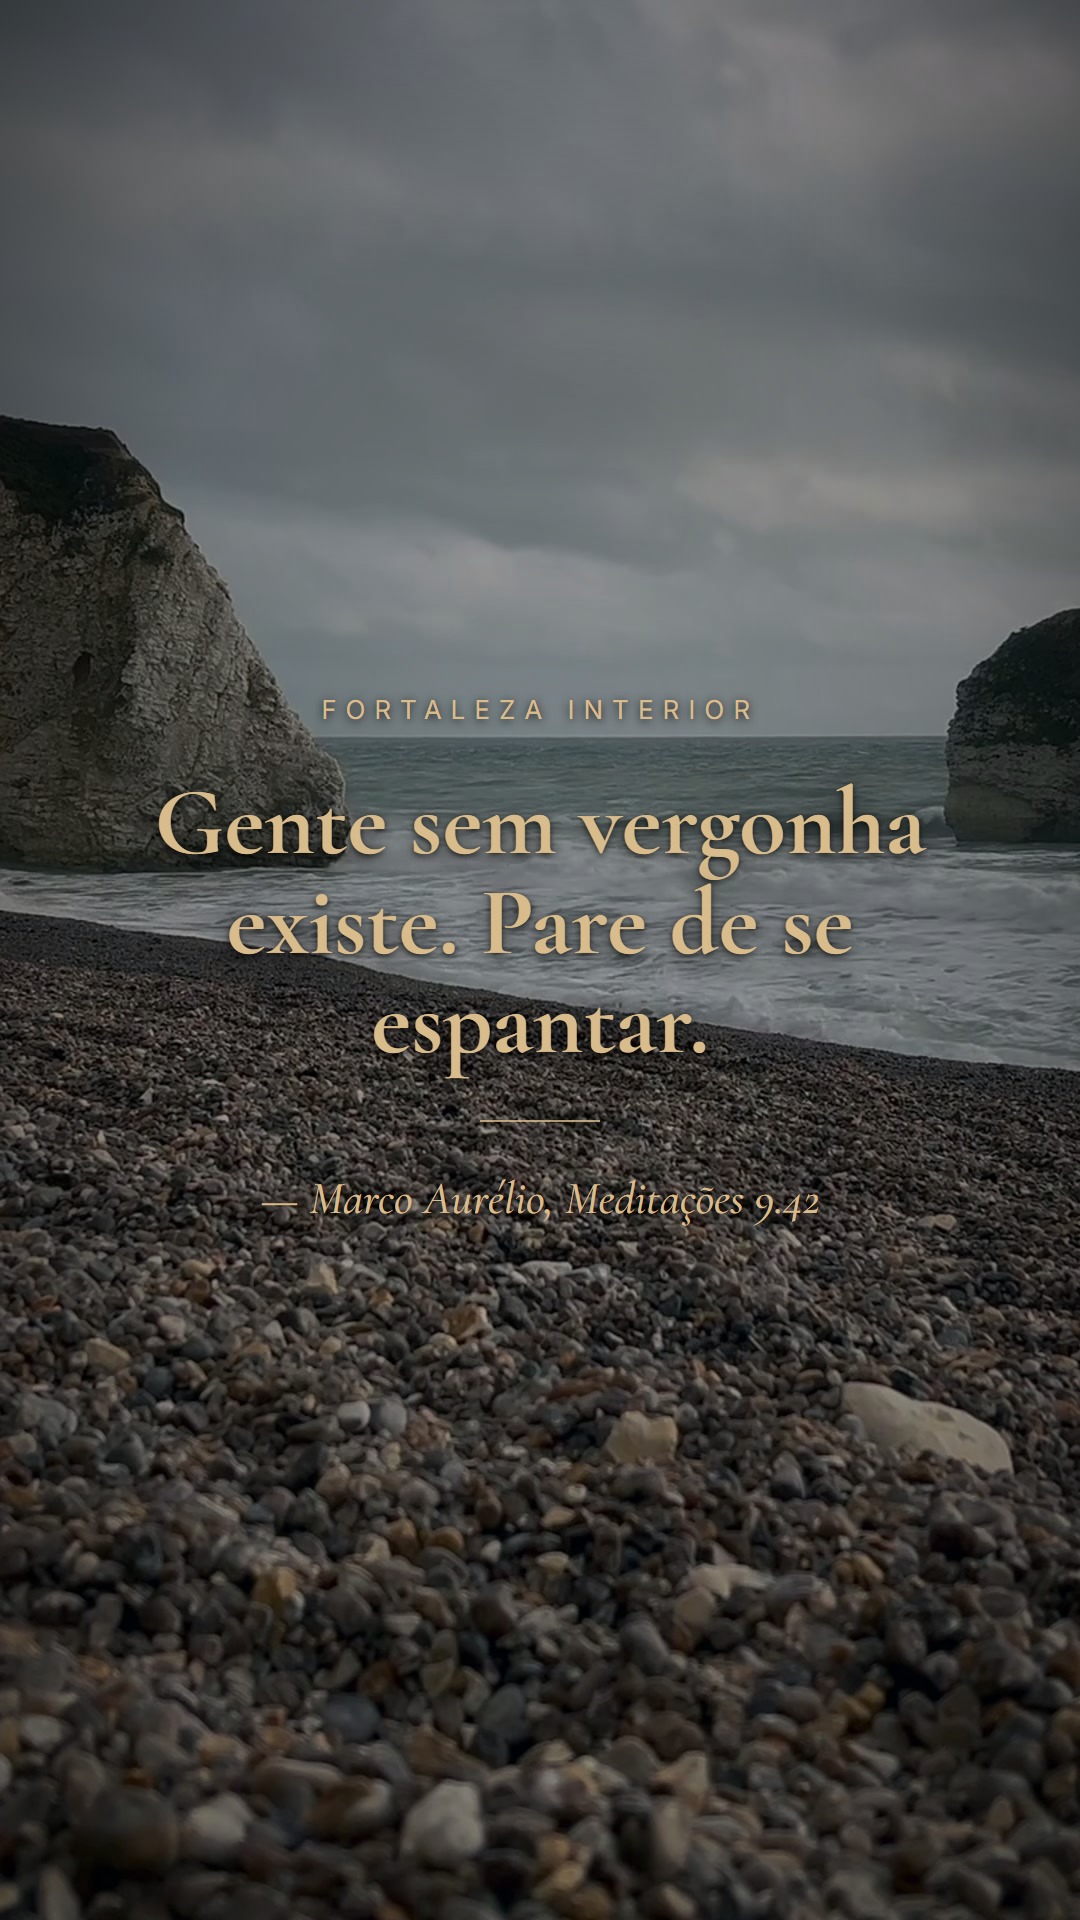 FORTALEZA INTERIOR
Gente sem vergonha
existe. Pare de se
espantar.
— Marco Aurélio, Meditações 9.42